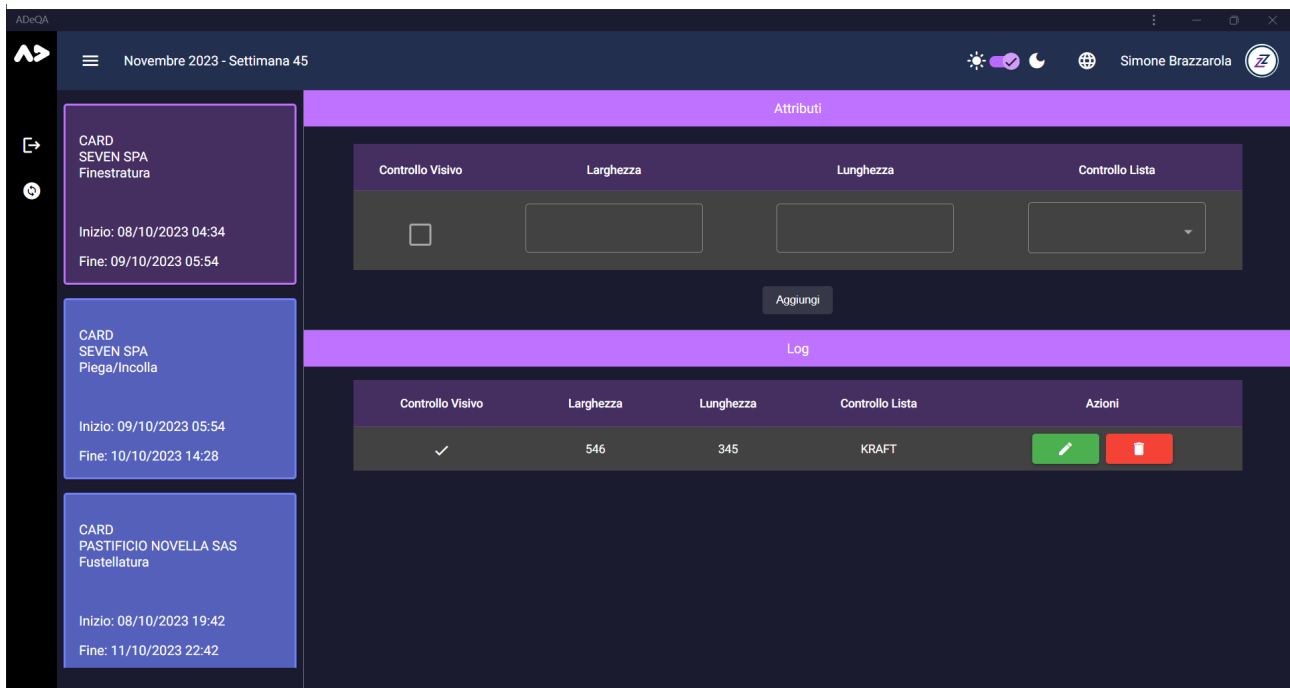 ADeQA
Novembre 2023 - Settimana 45
Simone Brazzarola
CARD
SEVEN SPA
Finestratura
Inizio: 08/10/2023 04:34
Fine: 09/10/2023 05:54
CARD
SEVEN SPA
Piega/Incolla
Inizio: 09/10/2023 05:54
Fine: 10/10/2023 14:28
CARD
PASTIFICIO NOVELLA SAS
Fustellatura
Inizio: 08/10/2023 19:42
Fine: 11/10/2023 22:42
Attributi
Controllo Visivo Larghezza Lunghezza Controllo Lista
Aggiungi
Log
Controllo Visivo Larghezza Lunghezza Controllo Lista Azioni
546 345 KRAFT